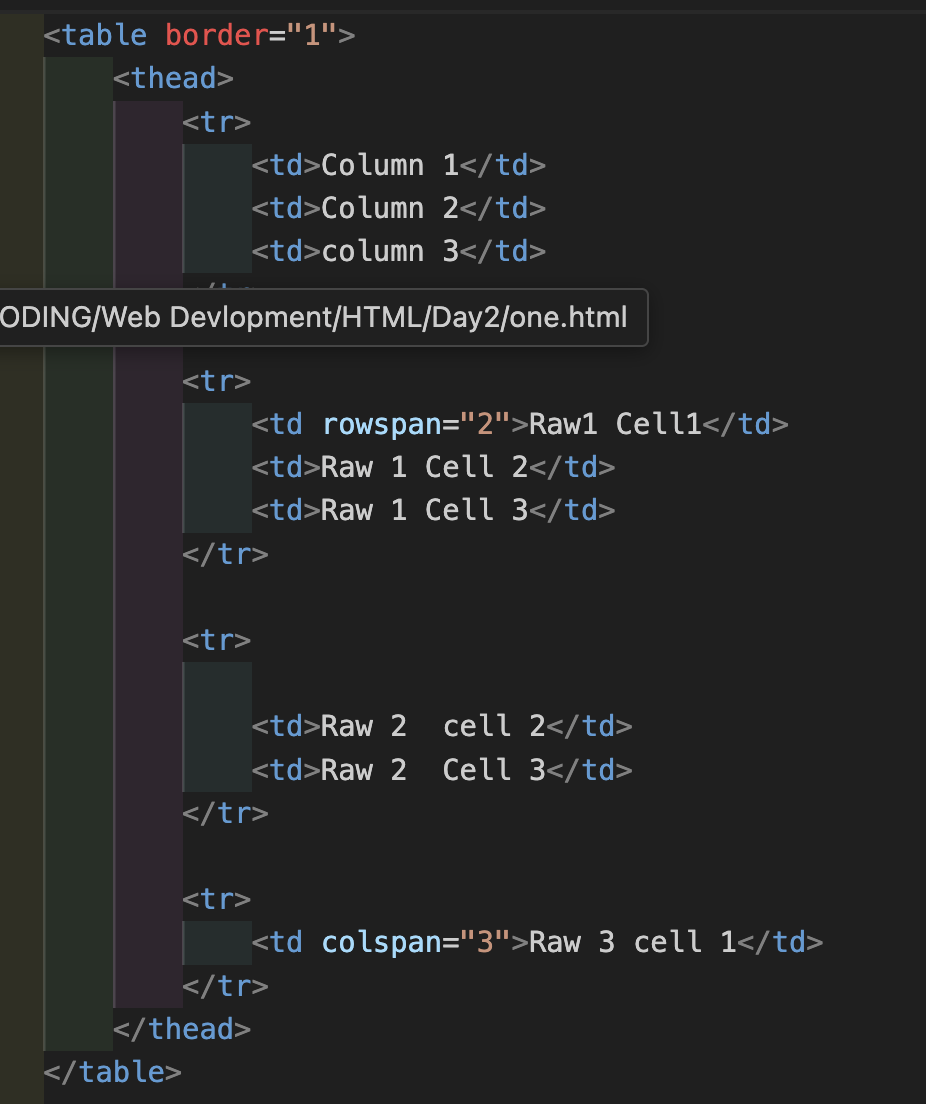 <table border="1">
<thead>
<tr>
<td>Column 1</td>
<td>Column 2</td>
<td>column 3</td>
ODING/Web Devlopment/HTML/Day2/one.html
<tr>
<td rowspan="2">Raw1 Cell1</td>
<td>Raw 1 Cell 2</td>
<td>Raw 1 Cell 3</td>
</tr>
<tr>
<td>Raw 2  cell 2</td>
<td>Raw 2  Cell 3</td>
</tr>
<tr>
<td colspan="3">Raw 3 cell 1</td>
</tr>
</thead>
</table>